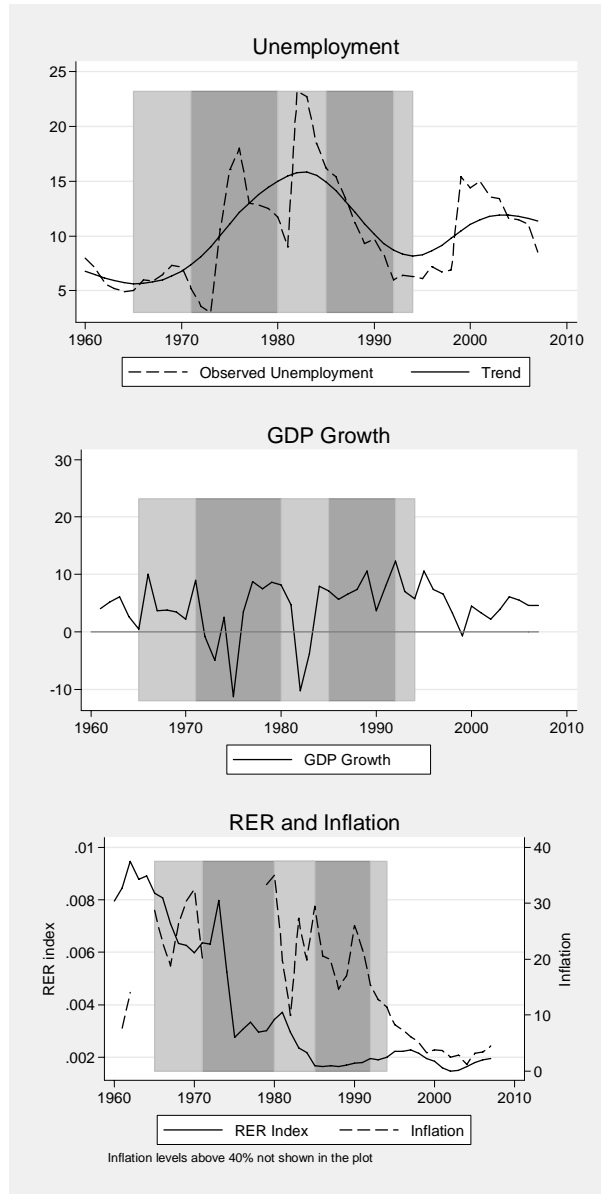 Unemployment
25
20
15
10
5
1960 1970 1980 1990 2000 2010
Observed Unemployment Trend
GDP Growth
30
20
10
0
-10
1960 1970 1980 1990 2000 2010
GDP Growth
RER and Inflation
.01 40
.008 30
.006 20
.004 10
.002 0
RER index
Inflation
1960 1970 1980 1990 2000 2010
RER Index Inflation
Inflation levels above 40% not shown in the plot